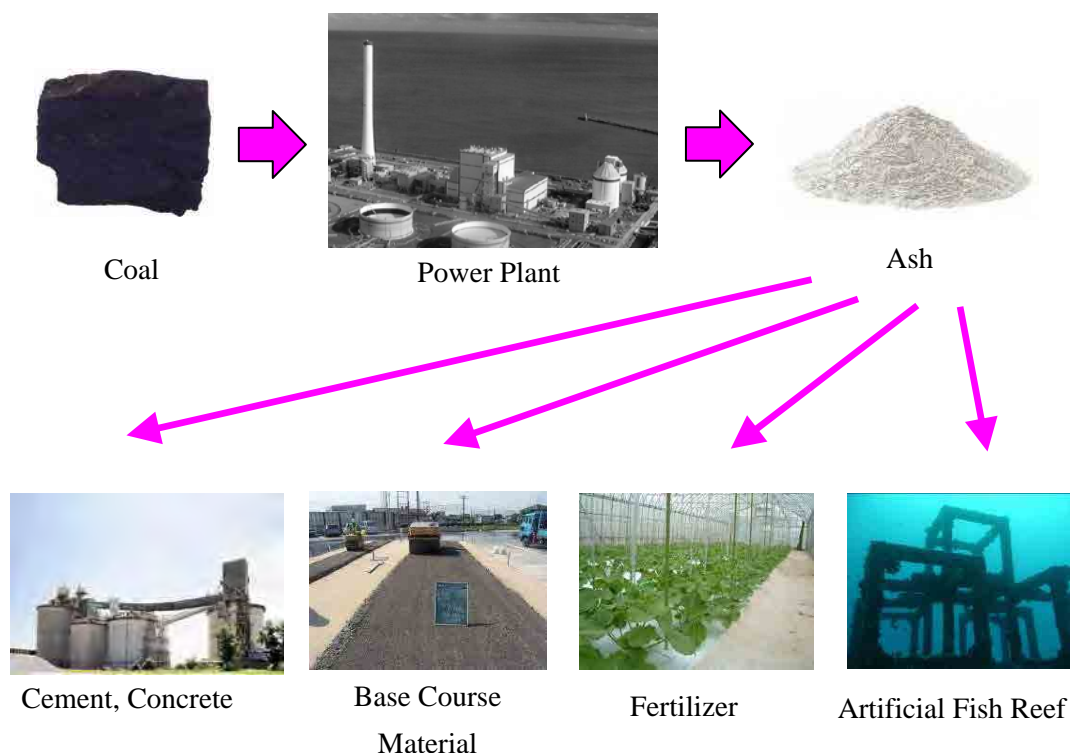 Coal
Power Plant
Ash
Cement, Concrete
Base Course
Material
Fertilizer
Artificial Fish Reef